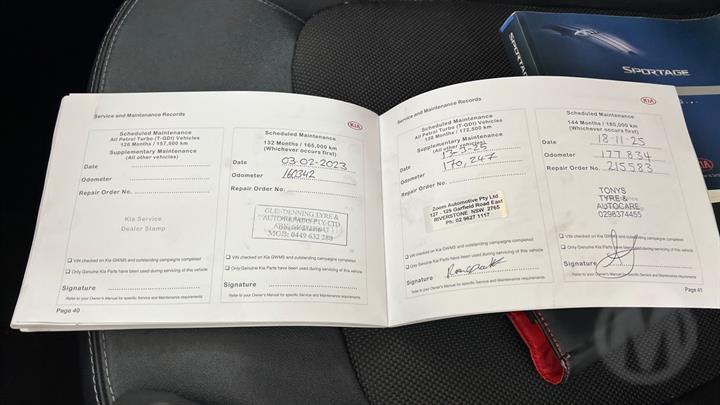 SPORTAGE
Service and Maintenance Records
KIA
Scheduled Maintenance
All Petrol Turbo (T-GDI) Vehicles
126 Months / 157,000 km
Supplementary Maintenance
(All other vehicles)
Date
Odometer
Repair Order No.
Kia Service
Dealer Stamp
VIN checked on Kia GWMS and outstanding campaigns completed
Only Genuine Kia Parts have been used during servicing of this vehicle
Signature
Refer to your Owner's Manual for specific Service and Maintenance requirements
Page 40
Scheduled Maintenance
132 Months / 165,000 km
(Whichever occurs first)
Date 03-02-2023
Odometer 160342
Repair Order No.
GLENDENNING TYRE &
AUTOREPAIRS PTY LTD
MOB: 0449 632 280
VIN checked on Kia GWMS and outstanding campaigns completed
Only Genuine Kia Parts have been used during servicing of this vehicle
Signature
Refer to your Owner's Manual for specific Service and Maintenance requirements
Service and Maintenance Records
KIA
Scheduled Maintenance
All Petrol Turbo (T-GDI) Vehicles
138 Months / 172,500 km
Supplementary Maintenance
(All other vehicles)
Date
Odometer 170,247
Repair Order No.
Zoom Automotive Pty Ltd
127 - 129 Garfield Road East
RIVERSTONE NSW 2765
Ph: 02 9627 1117
VIN checked on Kia GWMS and outstanding campaigns completed
Only Genuine Kia Parts have been used during servicing of this vehicle
Signature
Refer to your Owner's Manual for specific Service and Maintenance requirements
Scheduled Maintenance
144 Months / 180,000 km
(Whichever occurs first)
Date 18-11-25
Odometer 177,834
Repair Order No. 215583
TONYS
TYRE &
AUTOCARE
0298374455
VIN checked on Kia GWMS and outstanding campaigns completed
Only Genuine Kia Parts have been used during servicing of this vehicle
Signature
Refer to your Owner's Manual for specific Service and Maintenance requirements
Page 41
SPORTAGE
KIA
M